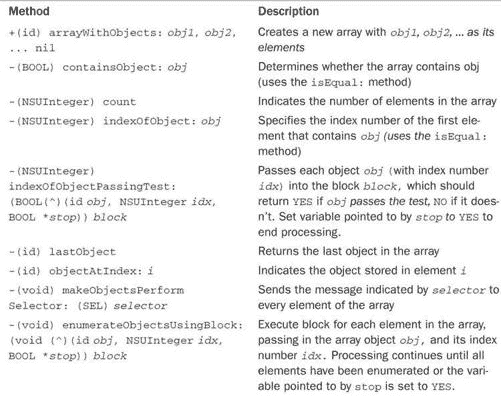 Method Description
+(id) arrayWithObjects: obj1, obj2, Creates a new array with obj1, obj2, ... as its
... nil elements
-(BOOL) containsObject: obj Determines whether the array contains obj
(uses the isEqual: method)
-(NSUInteger) count Indicates the number of elements in the array
-(NSUInteger) indexOfObject: obj Specifies the index number of the first element
that contains obj (uses the isEqual:
method)
-(NSUInteger) Passes each object obj (with index number
indexOfObjectPassingTest: idx) into the block block, which should
(BOOL(^)(id obj, NSUInteger idx, return YES if obj passes the test, NO if it does-
BOOL *stop)) block n't. Set variable pointed to by stop to YES to
end processing.
-(id) lastObject Returns the last object in the array
-(id) objectAtIndex: i Indicates the object stored in element i
-(void) makeObjectsPerform Sends the message indicated by selector to
Selector: (SEL) selector every element of the array
-(void) enumerateObjectsUsingBlock: Execute block for each element in the array,
(void (^)(id obj, NSUInteger idx, passing in the array object obj, and its index
BOOL *stop)) block number idx. Processing continues until all
elements have been enumerated or the vari-
able pointed to by stop is set to YES.